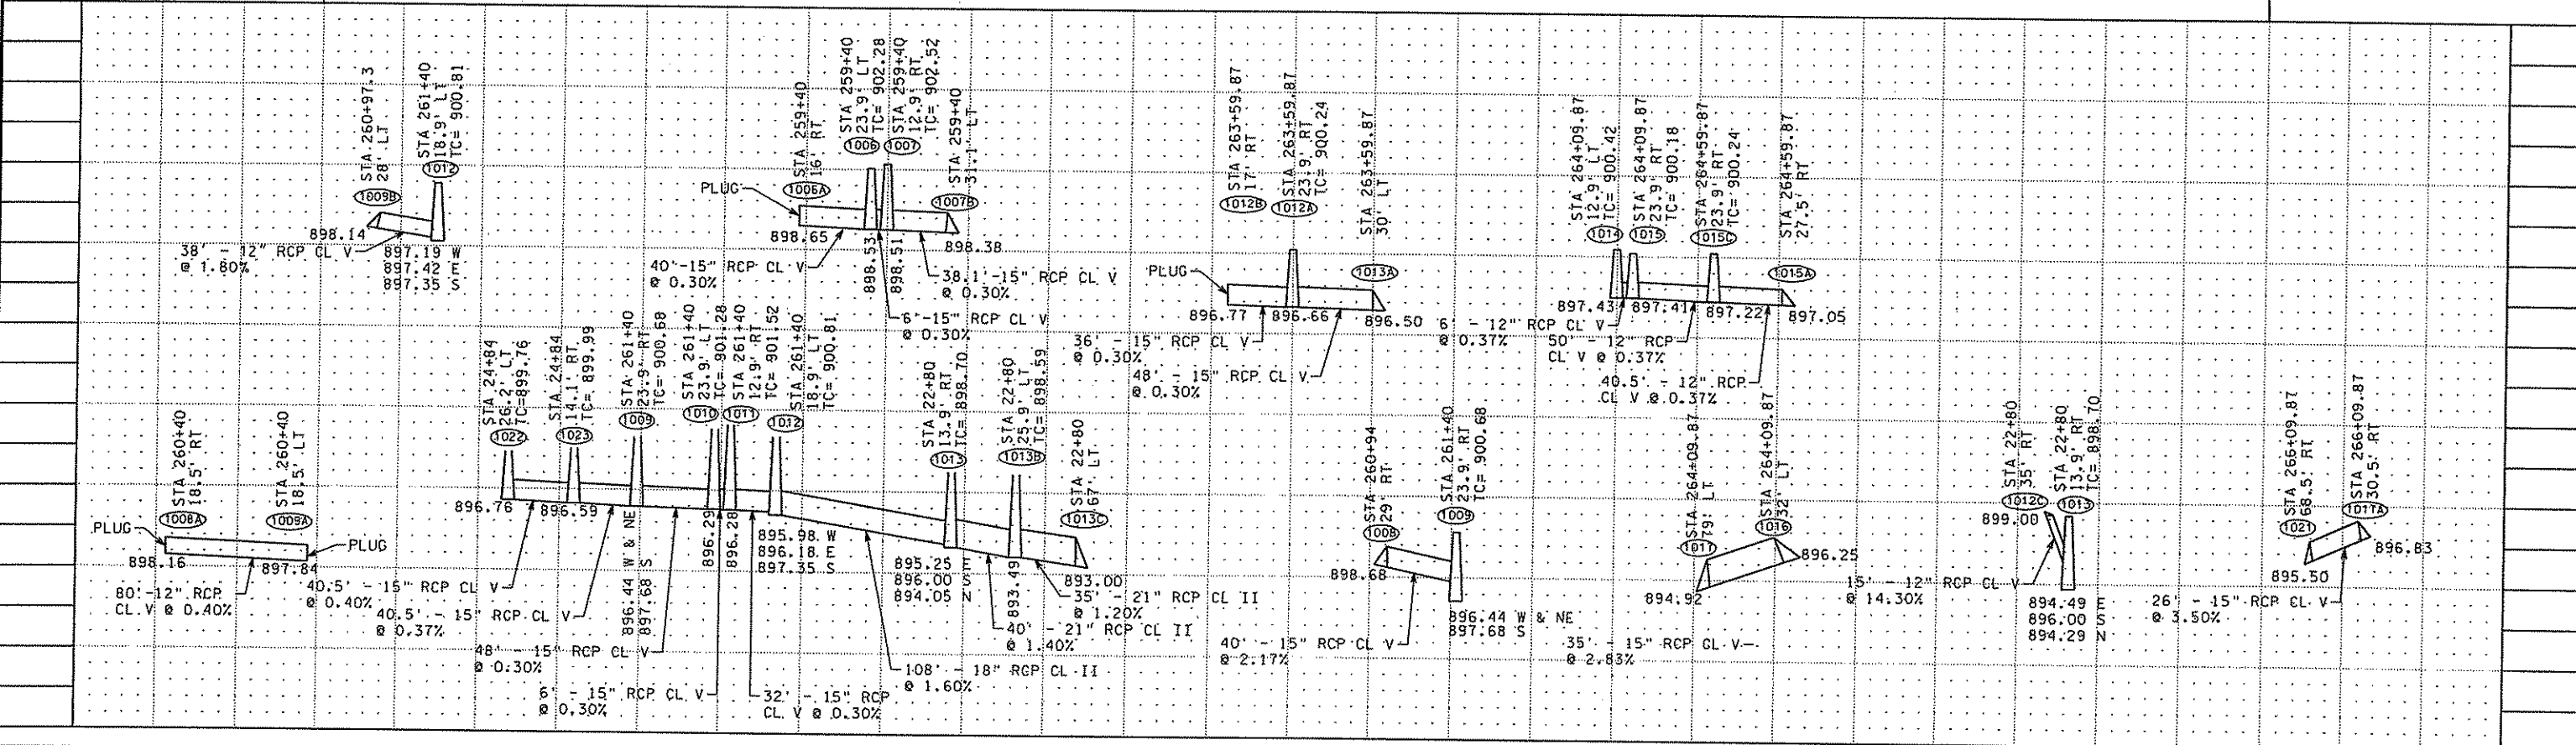 STA 260+97.3
28' LT
1009B
STA 261+40
18.9' LT
TC= 900.81
1012
898.14
38' - 12" RCP CL V
@ 1.80%
897.19 W
897.42 E
897.35 S
STA 259+40
16' RT
1006A
PLUG
STA 259+40
23.9' LT
TC= 902.28
1006
STA 259+40
12.9' RT
TC= 902.52
1007
STA 259+40
31.1' LT
1007B
898.65
898.53
898.51
898.38
40'-15" RCP CL V
@ 0.30%
38.1'-15" RCP CL V
@ 0.30%
6'-15" RCP CL V
@ 0.30%
STA 263+59.87
17' RT
1012B
STA 263+59.87
23.9' RT
TC= 900.24
1012A
STA 263+59.87
30' LT
1013A
PLUG
896.77
896.66
896.50
36' - 15" RCP CL V
@ 0.30%
48' - 15" RCP CL V
@ 0.30%
STA 264+09.87
12.9' LT
TC= 900.42
1014
STA 264+09.87
23.9' RT
TC= 900.18
1015
STA 264+59.87
23.9' RT
TC= 900.24
1015C
STA 264+59.87
27.5' RT
1015A
897.43
897.41
897.22
897.05
6' - 12" RCP CL V
@ 0.37%
50' - 12" RCP
CL V @ 0.37%
40.5' - 12" RCP
CL V @ 0.37%
STA 260+40
18.5' RT
1008A
STA 260+40
18.5' LT
1009A
PLUG
PLUG
898.16
897.84
80'-12" RCP
CL V @ 0.40%
STA 24+84
26.2' LT
TC=899.76
1022
STA 24+84
14.1' RT
TC= 899.99
1023
STA 261+40
23.9' RT
TC= 900.68
1009
STA 261+40
23.9' LT
TC= 901.28
1010
STA 261+40
12.9' RT
TC= 901.52
1011
STA 261+40
18.9' LT
TC= 900.81
1012
STA 22+80
13.9' RT
TC= 898.70
1013
STA 22+80
25.9' LT
TC= 898.59
1013B
STA 22+80
67' LT
1013C
896.76
896.59
896.44 W & NE
897.68 S
896.29
896.28
895.98 W
896.18 E
897.35 S
895.25 E
896.00 S
894.05 N
893.49
893.00
40.5' - 15" RCP CL V
@ 0.40%
40.5' - 15" RCP CL V
@ 0.37%
48' - 15" RCP CL V
@ 0.30%
6' - 15" RCP CL V
@ 0.30%
32' - 15" RCP
CL V @ 0.30%
108' - 18" RCP CL II
@ 1.60%
40' - 21" RCP CL II
@ 1.40%
35' - 21" RCP CL II
@ 1.20%
STA 260+94
29' RT
1008
STA 261+40
23.9' RT
TC= 900.68
1009
898.68
896.44 W & NE
897.68 S
40' - 15" RCP CL V
@ 2.17%
STA 264+09.87
79' LT
1017
STA 264+09.87
32' LT
1016
896.25
894.92
35' - 15" RCP CL V
@ 2.83%
STA 22+80
35' RT
1012C
STA 22+80
13.9' RT
TC= 898.70
1013
899.00
15' - 12" RCP CL V
@ 14.30%
894.49 E
896.00 S
894.29 N
STA 266+09.87
68.5' RT
1021
STA 266+09.87
30.5' RT
1017A
896.83
895.50
26' - 15" RCP CL V
@ 3.50%